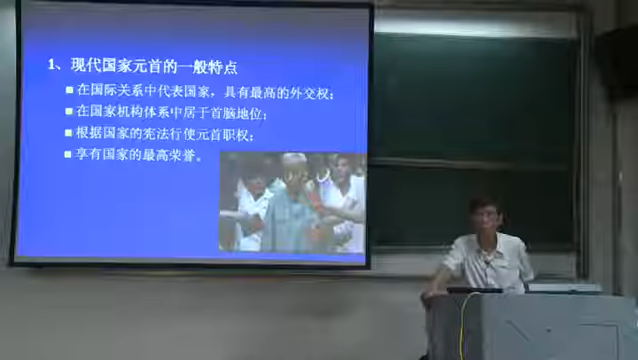 1、现代国家元首的一般特点
■在国际关系中代表国家，具有最高的外交权；
■在国家机构体系中居于首脑地位；
■根据国家的宪法行使元首职权；
■享有国家的最高荣誉。